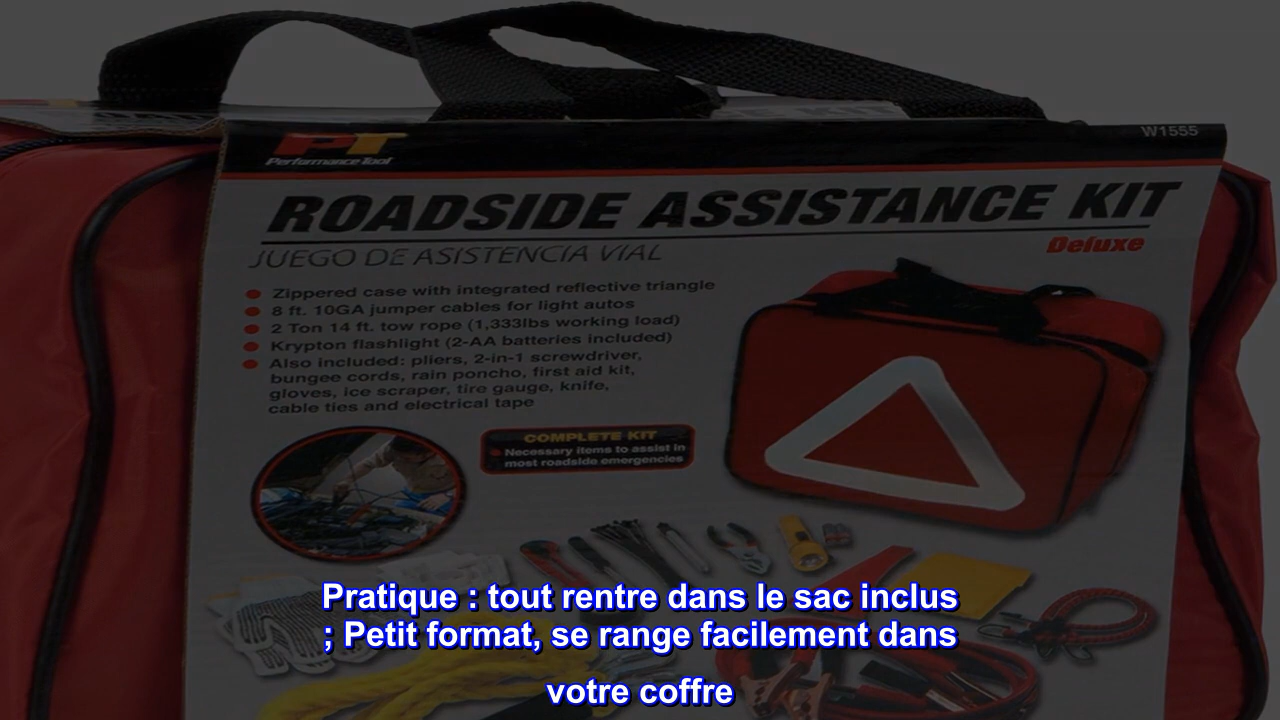 W1555
PT
Performance Tool
ROADSIDE ASSISTANCE KIT
Deluxe
JUEGO DE ASISTENCIA VIAL
Zippered case with integrated reflective triangle
8 ft. 10GA jumper cables for light autos
2 Ton 14 ft. tow rope (1,333lbs working load)
Krypton flashlight (2-AA batteries included)
Also included: pliers, 2-in-1 screwdriver,
bungee cords, rain poncho, first aid kit,
gloves, ice scraper, tire gauge, knife,
cable ties and electrical tape
COMPLETE KIT
Necessary items to assist in
most roadside emergencies
Pratique : tout rentre dans le sac inclus
; Petit format, se range facilement dans
votre coffre